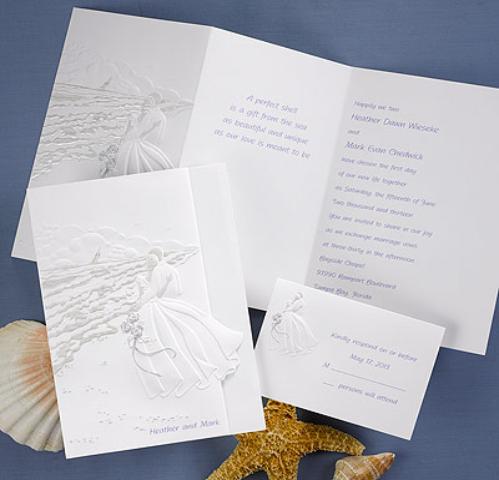 A perfect shell
is a gift from the sea
as beautiful and unique
as our love is meant to be
Happily we two
Heather Dawn Wieseke
and
Mark Evan Chadwick
have chosen the first day
of our new life together
as Saturday, the fifteenth of June
Two thousand and thirteen
You are invited to share in our joy
as we exchange marriage vows
at three-thirty in the afternoon
Bayside Chapel
93990 Rampart Boulevard
Tampa Bay, Florida
Heather and Mark
Kindly respond on or before
May 17, 2013
M
persons will attend